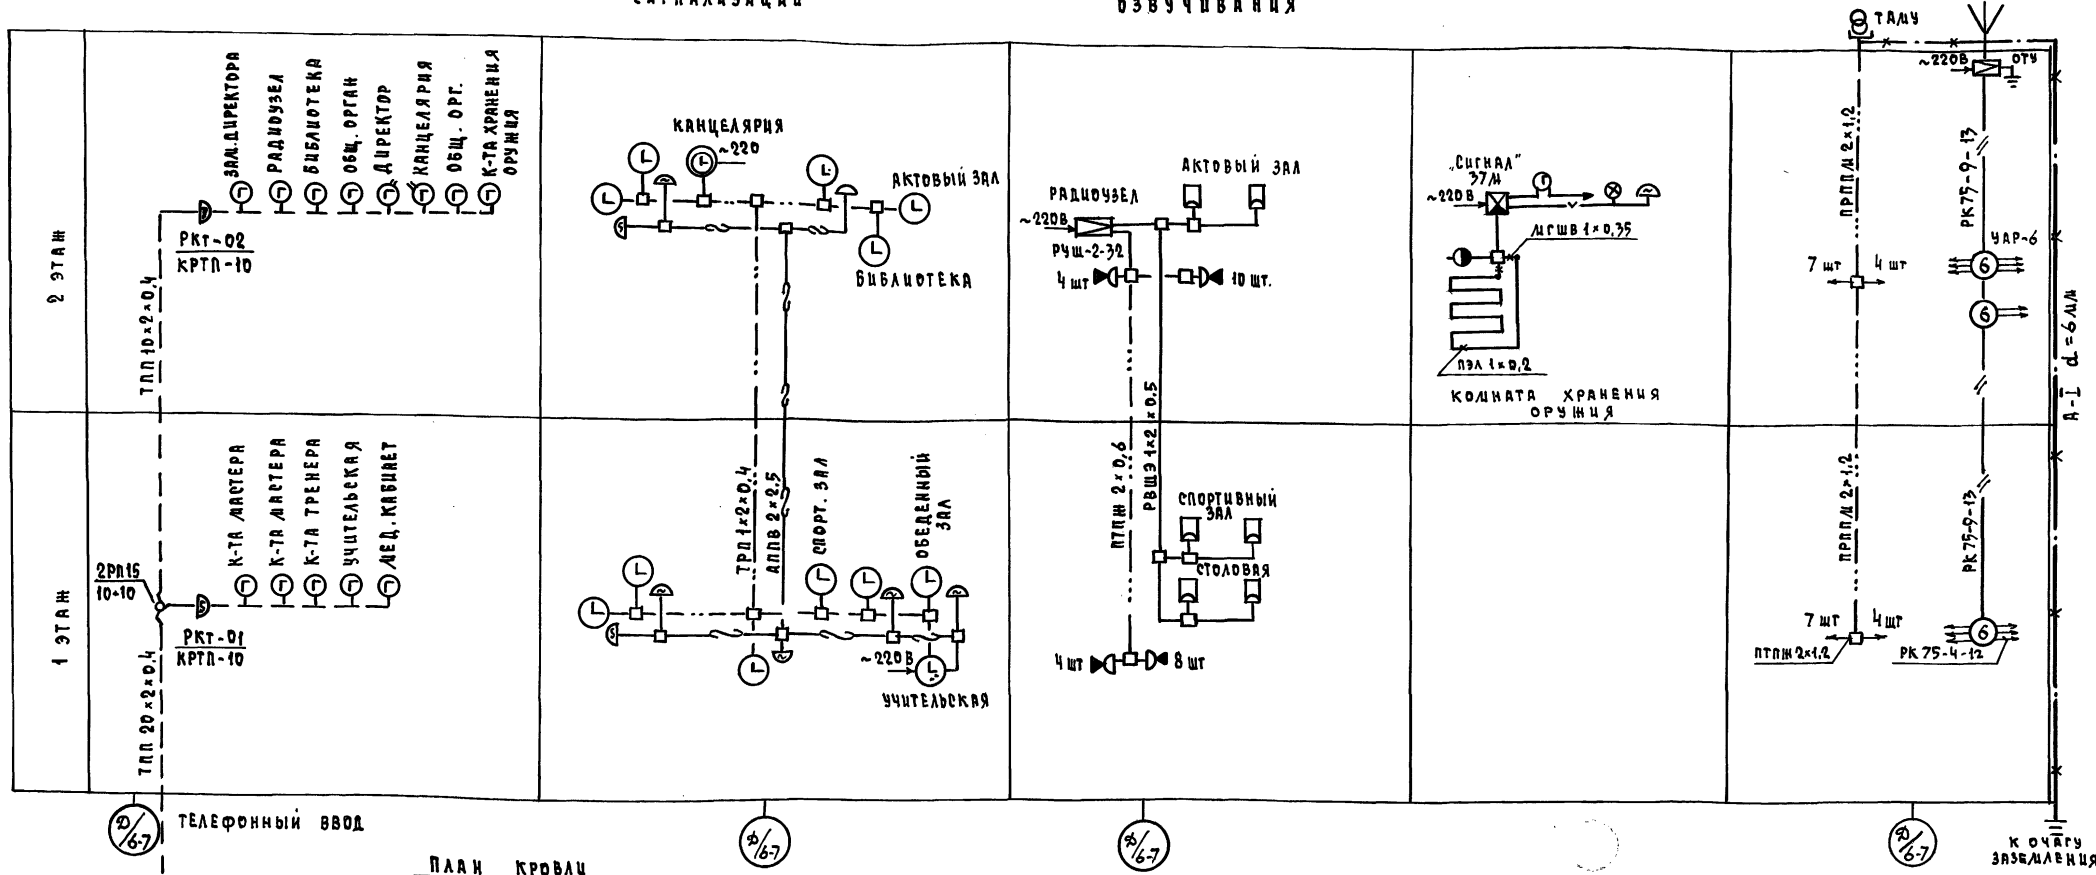 СИГНАЛИЗАЦИИ
ОЗВУЧИВАНИЯ
2 ЭТАЖ
1 ЭТАЖ
ЗАМ.ДИРЕКТОРА
РАДИОУЗЕЛ
БИБЛИОТЕКА
ОБЩ. ОРГАН
ДИРЕКТОР
КАНЦЕЛЯРИЯ
ОБЩ. ОРГ.
К-ТА ХРАНЕНИЯ
ОРУЖИЯ
7
РКТ-02
КРТП-10
ТПП 10×2×0,4
К-ТА МАСТЕРА
К-ТА МАСТЕРА
К-ТА ТРЕНЕРА
УЧИТЕЛЬСКАЯ
МЕД. КАБИНЕТ
2РП15
10+10
5
РКТ-01
КРТП-10
ТПП 20×2×0.4
ТЕЛЕФОННЫЙ ВВОД
Д/6-7
КАНЦЕЛЯРИЯ
~220
АКТОВЫЙ ЗАЛ
БИБЛИОТЕКА
ТРП 1×2×0,4
АППВ 2×2.5
СПОРТ. ЗАЛ
ОБЕДЕННЫЙ
ЗАЛ
~220В
УЧИТЕЛЬСКАЯ
Д/6-7
РАДИОУЗЕЛ
~220В
РУШ-2-32
АКТОВЫЙ ЗАЛ
4 шт
10 шт.
ПТПЖ 2×0,6
РВШЭ 1×2×0.5
СПОРТИВНЫЙ
ЗАЛ
СТОЛОВАЯ
4 шт
8 шт
Д/6-7
„Сигнал"
37М
~220В
МГШВ 1×0,35
ПЭЛ 1×0,2
КОМНАТА ХРАНЕНИЯ
ОРУЖИЯ
ТАМУ
~220В
ОТУ
ПРППМ 2×1,2
РК75-9-13
УАР-6
7 шт
4 шт
6
6
А-I d=6мм
ПРППМ 2×1,2
РК75-9-13
7 шт
4 шт
6
ПТПЖ 2×1,2
РК 75-4-12
Д/6-7
К ОЧАГУ
ЗАЗЕМЛЕНИЯ
ПЛАН КРОВЛИ